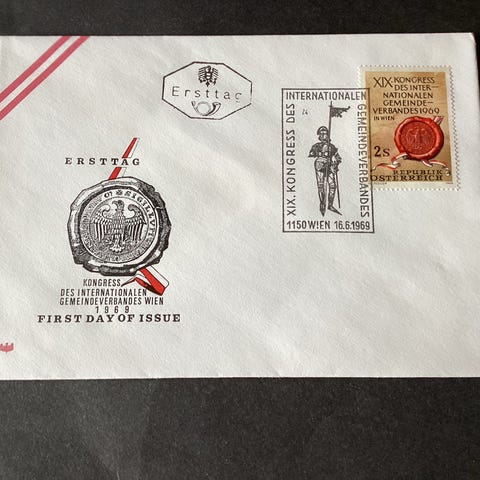 Ersttag
XIX. KONGRESS DES
INTERNATIONALEN
GEMEINDEVERBANDES
1150 WIEN 16.6.1969
XIX. KONGRESS
DES INTER-
NATIONALEN
GEMEINDE-
VERBANDES 1969
IN WIEN
2S
REPUBLIK
ÖSTERREICH
ERSTTAG
KONGRESS
DES INTERNATIONALEN
GEMEINDEVERBANDES WIEN
1969
FIRST DAY OF ISSUE